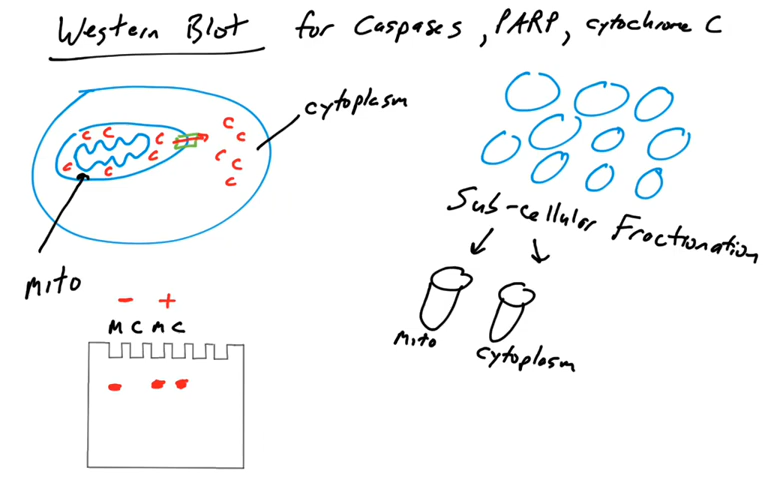 Western Blot for Caspases, PARP, cytochrome C
cytoplasm
C C C C C C
C C C C C
mito
Sub-cellular Fractionation
mito
cytoplasm
- +
M C M C